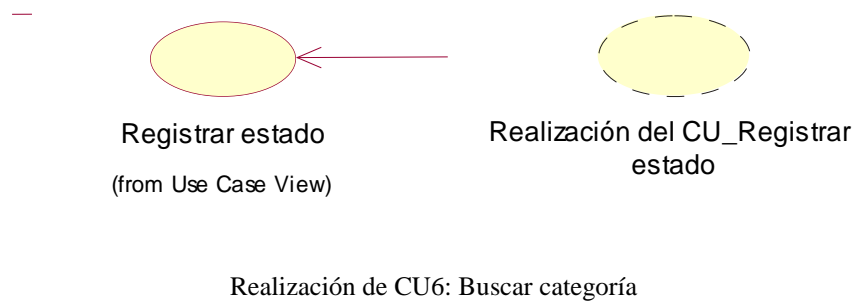 Registrar estado
(from Use Case View)
Realización del CU_Registrar
estado
Realización de CU6: Buscar categoría